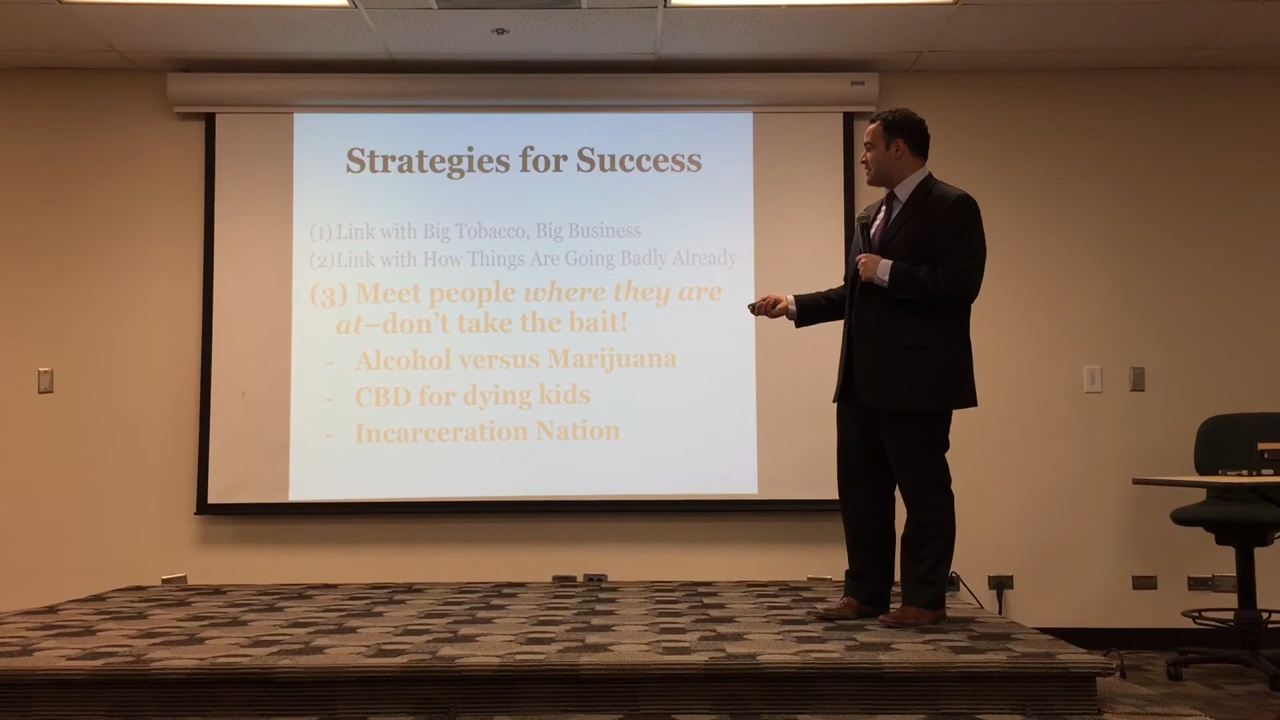 Strategies for Success
(1) Link with Big Tobacco, Big Business
(2) Link with How Things Are Going Badly Already
(3) Meet people where they are
at–don't take the bait!
- Alcohol versus Marijuana
- CBD for dying kids
- Incarceration Nation